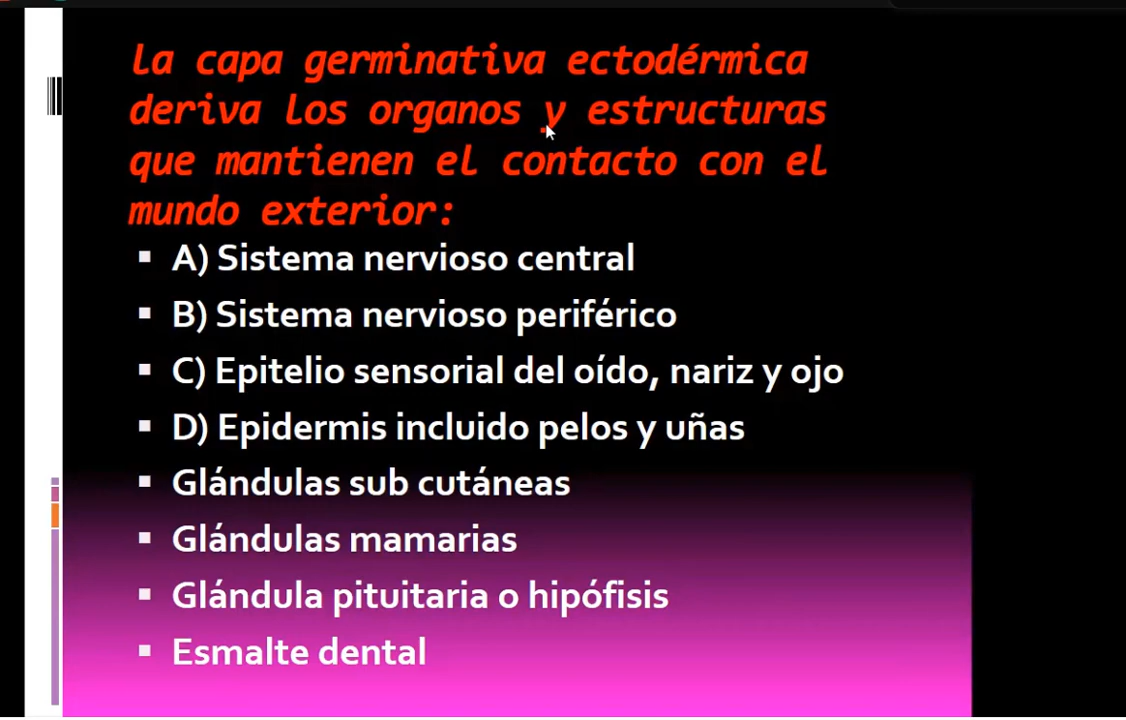 La capa germinativa ectodérmica
deriva los organos y estructuras
que mantienen el contacto con el
mundo exterior:
A) Sistema nervioso central
B) Sistema nervioso periférico
C) Epitelio sensorial del oído, nariz y ojo
D) Epidermis incluido pelos y uñas
Glándulas sub cutáneas
Glándulas mamarias
Glándula pituitaria o hipófisis
Esmalte dental